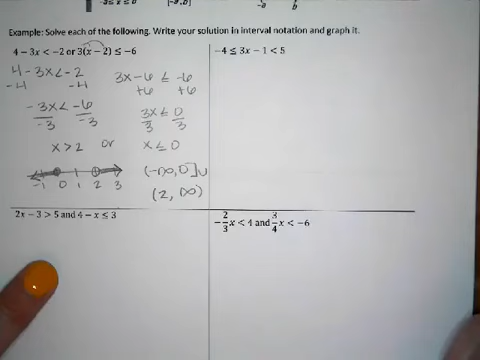 Example: Solve each of the following. Write your solution in interval notation and graph it.
4 − 3x < −2 or 3(x − 2) ≤ −6
4 - 3x < -2
-4 -4
-3x < -6
-3 -3
x > 2 or x ≤ 0
3x - 6 ≤ -6
+6 +6
3x ≤ 0
3 3
-1 0 1 2 3
(-∞, 0] ∪
(2, ∞)
−4 ≤ 3x − 1 < 5
2x − 3 > 5 and 4 − x ≤ 3
−2/3 x < 4 and 3/4 x < −6